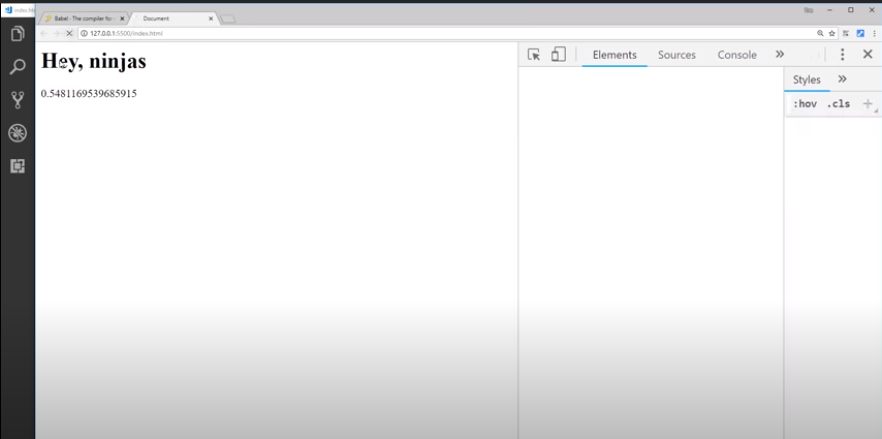 Babel · The compiler for
Document
127.0.0.1:5500/index.html
Hey, ninjas
0.5481169539685915
Elements Sources Console »
Styles »
:hov .cls +